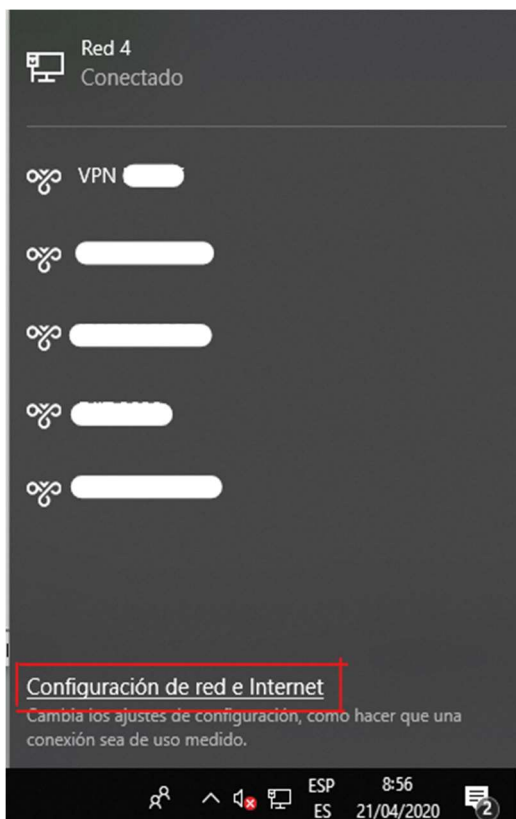 Red 4
Conectado
VPN
Configuración de red e Internet
Cambia los ajustes de configuración, como hacer que una
conexión sea de uso medido.
ESP 8:56
ES 21/04/2020 2